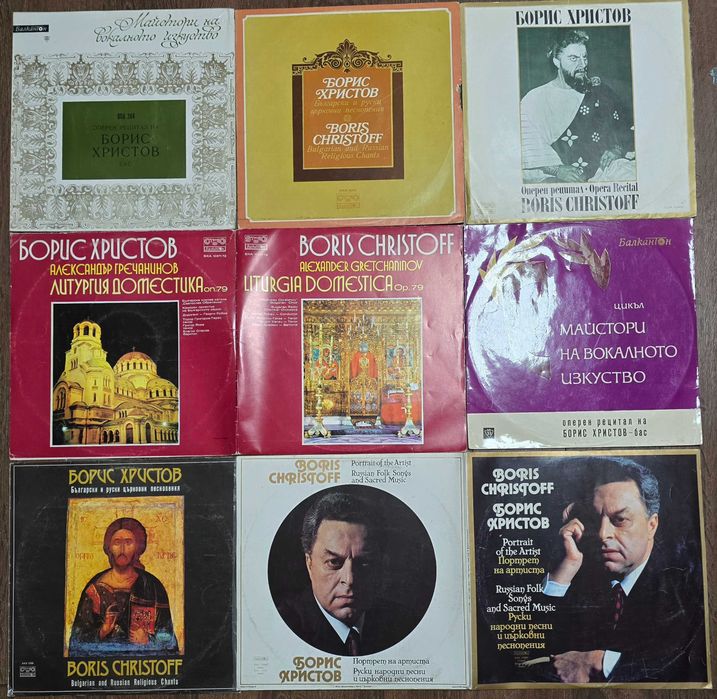 Балкантон
Майстори на
вокалното изкуство
ОПЕРЕН РЕЦИТАЛ НА
БОРИС
ХРИСТОВ
БАС
БОРИС
ХРИСТОВ
Български и руски
църковни песнопения
BORIS
CHRISTOFF
Bulgarian and Russian
Religious Chants
БОРИС ХРИСТОВ
Оперен рецитал · Opera Recital
BORIS CHRISTOFF
БОРИС ХРИСТОВ
АЛЕКСАНДЪР ГРЕЧАНИНОВ
ЛИТУРГИЯ ДОМЕСТИКА оп.79
BORIS CHRISTOFF
ALEXANDER GRETCHANINOV
LITURGIA DOMESTICA Op. 79
Балкантон
ЦИКЪЛ
МАЙСТОРИ
НА ВОКАЛНОТО
ИЗКУСТВО
оперен рецитал на
БОРИС ХРИСТОВ - бас
БОРИС ХРИСТОВ
Български и руски църковни песнопения
BORIS CHRISTOFF
Bulgarian and Russian Religious Chants
BORIS
CHRISTOFF
Portrait of the Artist
Russian Folk Songs
and Sacred Music
БОРИС
ХРИСТОВ
Портрет на артиста
Руски народни песни
и църковни песнопения
BORIS
CHRISTOFF
БОРИС
ХРИСТОВ
Portrait
of the Artist
Портрет
на артиста
Russian Folk
Songs
and Sacred Music
Руски
народни песни
и църковни
песнопения